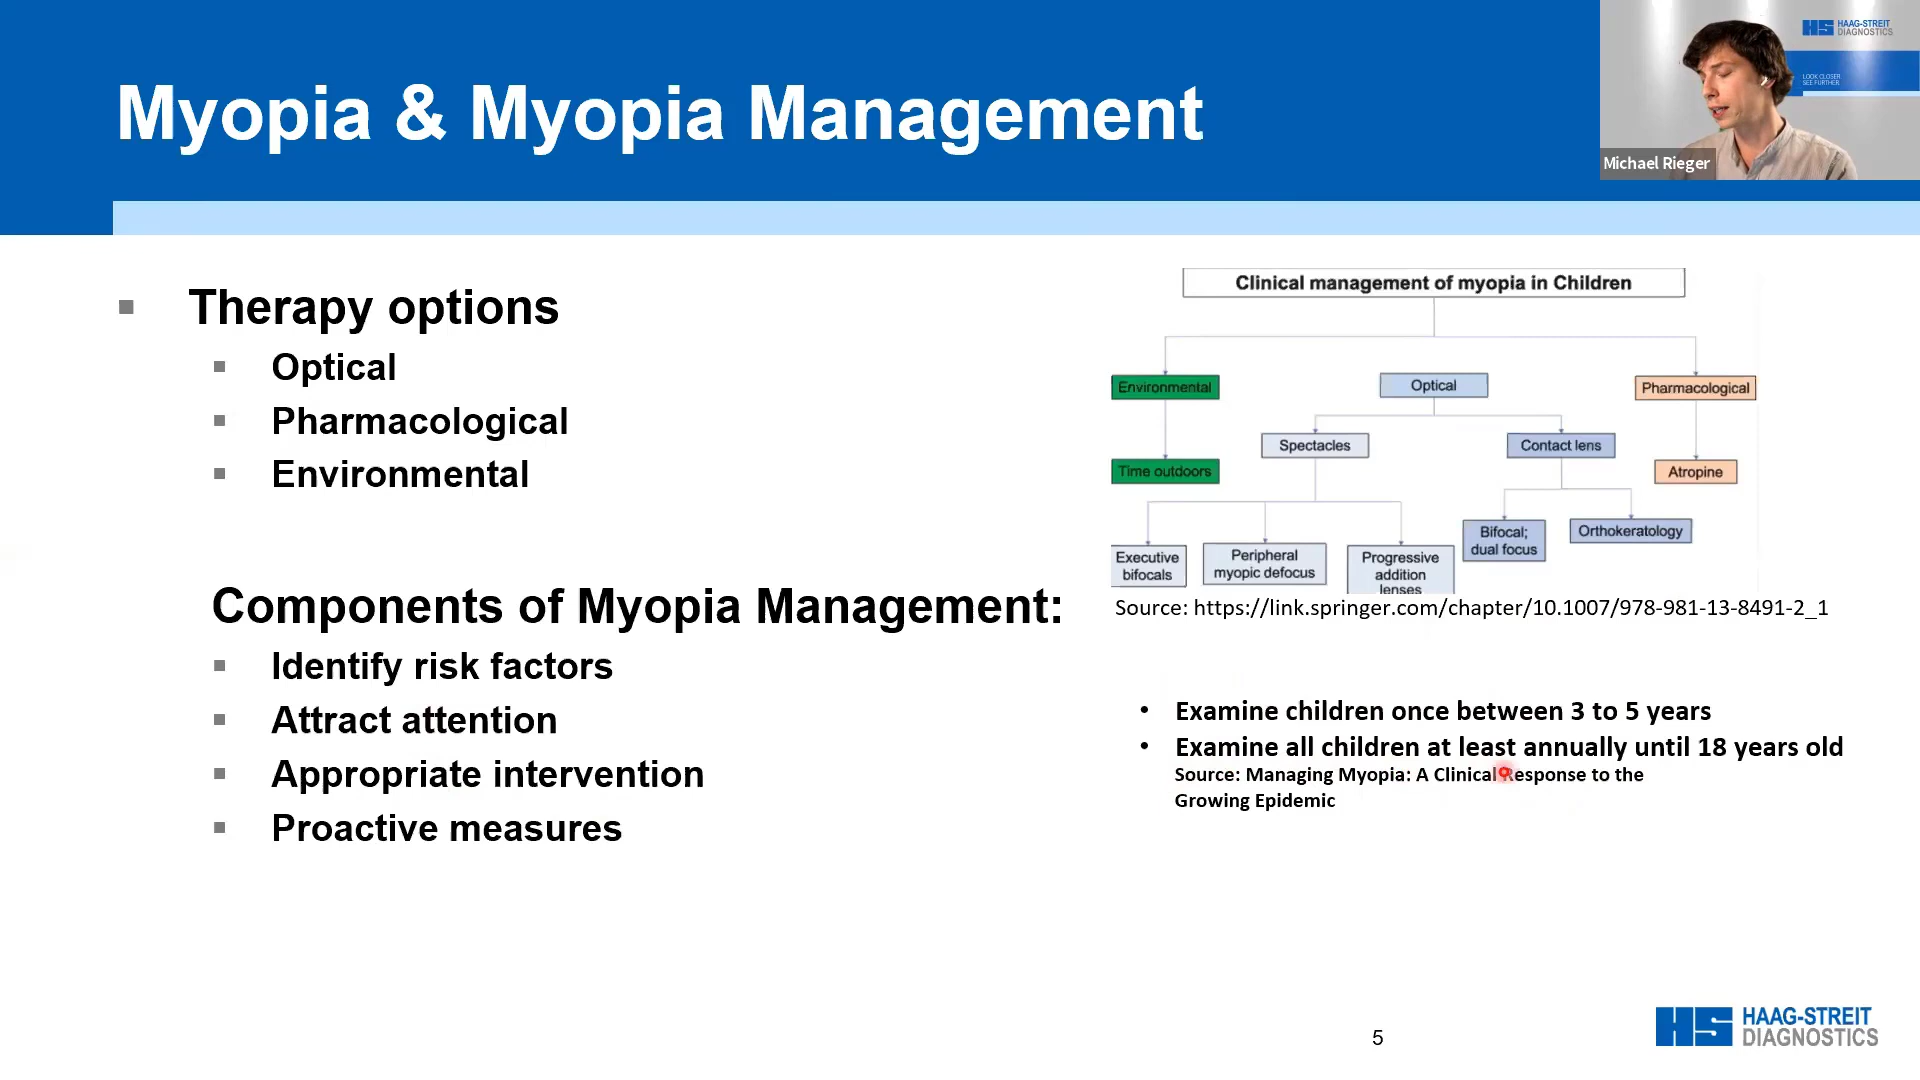 Myopia & Myopia Management
HAAG-STREIT
DIAGNOSTICS
LOOK CLOSER
SEE FURTHER
Michael Rieger
Therapy options
Optical
Pharmacological
Environmental
Components of Myopia Management:
Identify risk factors
Attract attention
Appropriate intervention
Proactive measures
Clinical management of myopia in Children
Environmental
Optical
Pharmacological
Spectacles
Contact lens
Time outdoors
Atropine
Executive
bifocals
Peripheral
myopic defocus
Progressive
addition
lenses
Bifocal;
dual focus
Orthokeratology
Source: https://link.springer.com/chapter/10.1007/978-981-13-8491-2_1
• Examine children once between 3 to 5 years
• Examine all children at least annually until 18 years old
Source: Managing Myopia: A Clinical Response to the
Growing Epidemic
5
HS HAAG-STREIT
DIAGNOSTICS